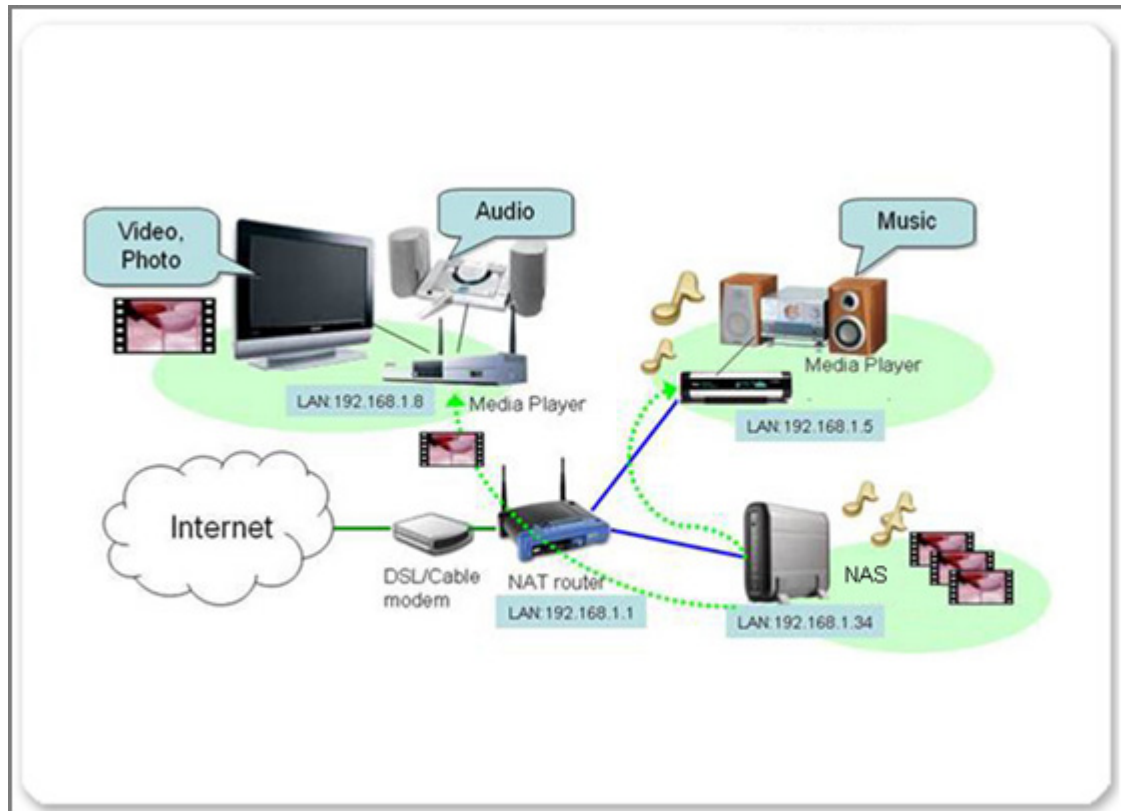 Video,
Photo
Audio
Music
Media Player
LAN:192.168.1.8
Media Player
LAN:192.168.1.5
Internet
DSL/Cable
modem
NAT router
LAN:192.168.1.1
NAS
LAN:192.168.1.34